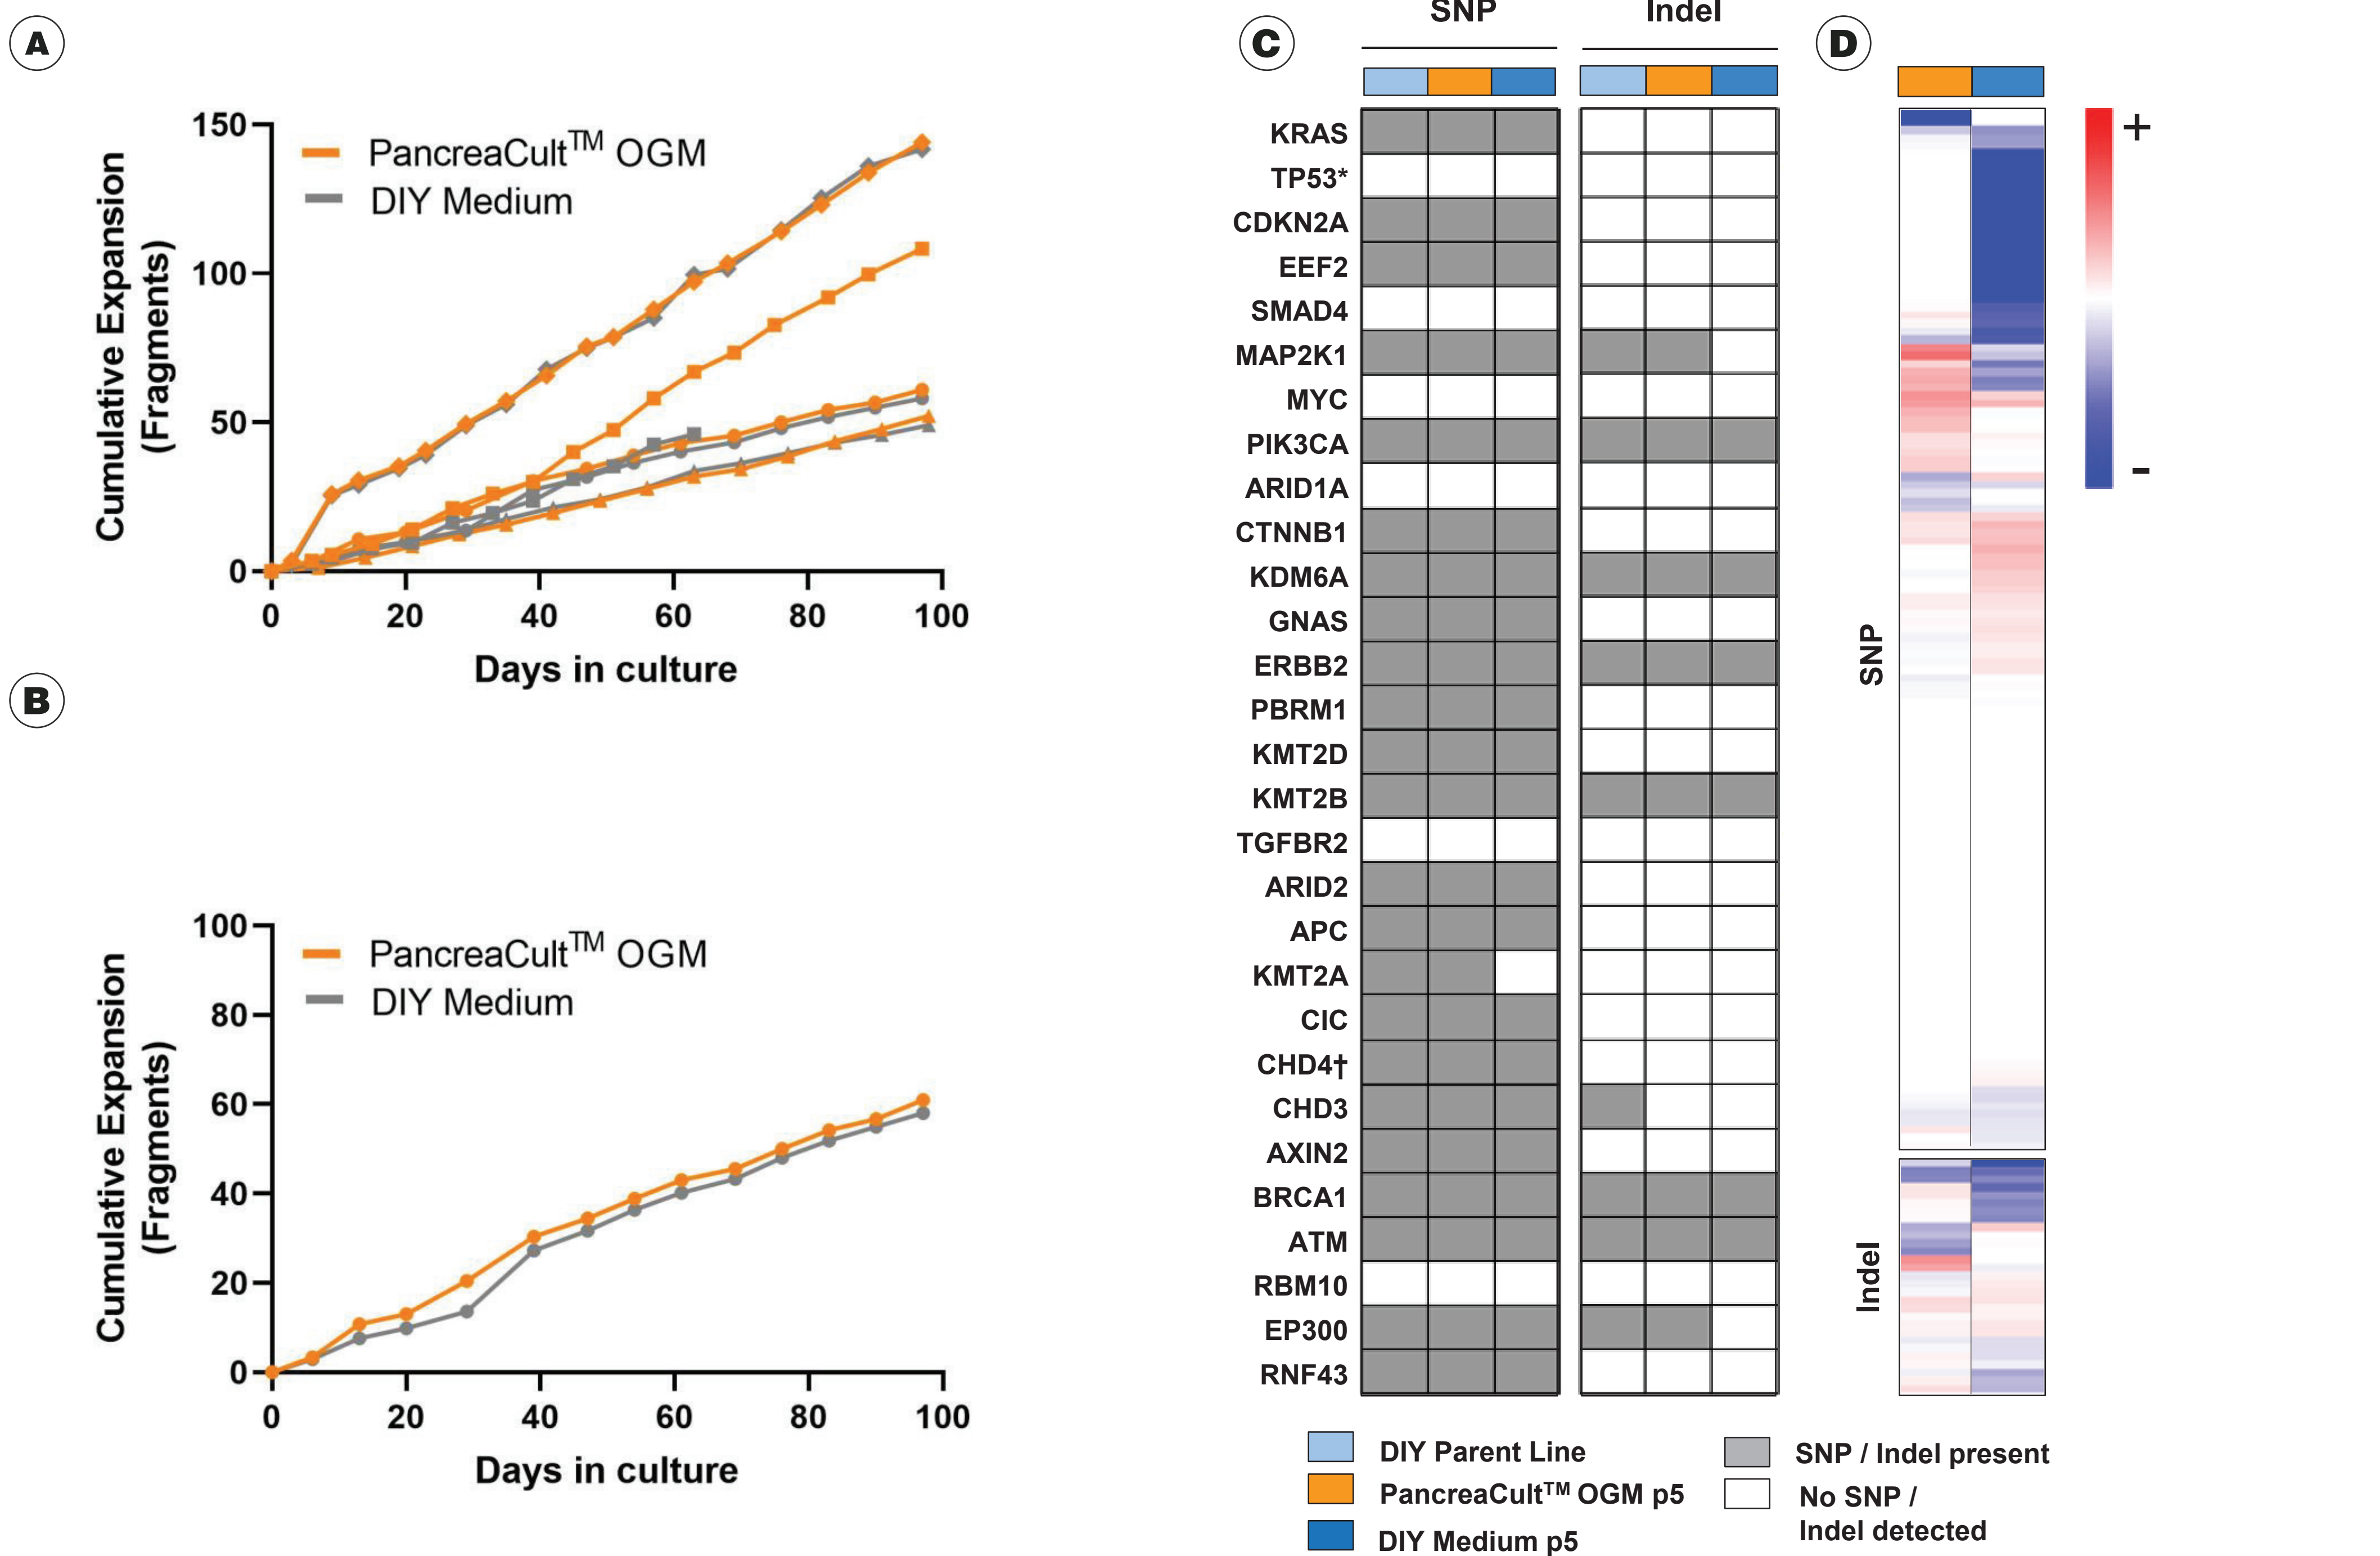 A
150
100
50
0
Cumulative Expansion
(Fragments)
PancreaCult™ OGM
DIY Medium
0 20 40 60 80 100
Days in culture
B
100
80
60
40
20
0
Cumulative Expansion
(Fragments)
PancreaCult™ OGM
DIY Medium
0 20 40 60 80 100
Days in culture
C
SNP Indel
KRAS
TP53*
CDKN2A
EEF2
SMAD4
MAP2K1
MYC
PIK3CA
ARID1A
CTNNB1
KDM6A
GNAS
ERBB2
PBRM1
KMT2D
KMT2B
TGFBR2
ARID2
APC
KMT2A
CIC
CHD4†
CHD3
AXIN2
BRCA1
ATM
RBM10
EP300
RNF43
DIY Parent Line
PancreaCult™ OGM p5
DIY Medium p5
SNP / Indel present
No SNP /
Indel detected
D
+
-
SNP
Indel